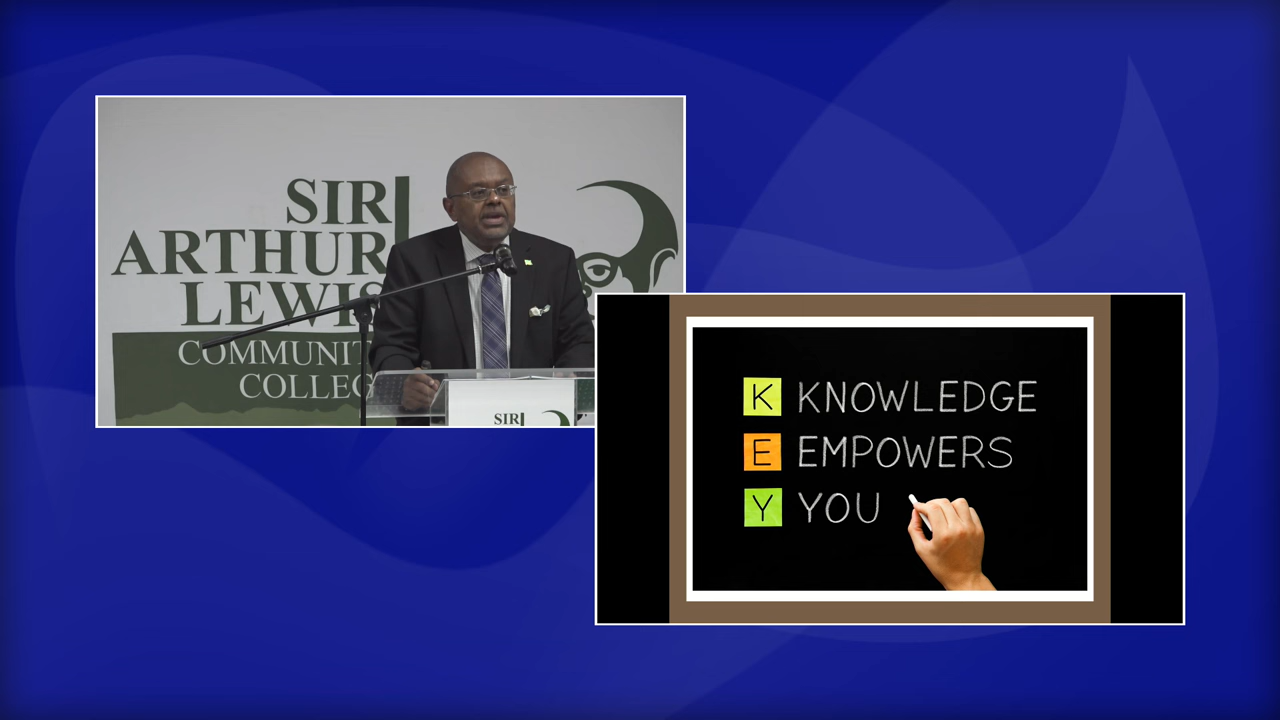 SIR
ARTHUR
LEWIS
COMMUNIT
COLLEG
SIR
K KNOWLEDGE
E EMPOWERS
Y YOU